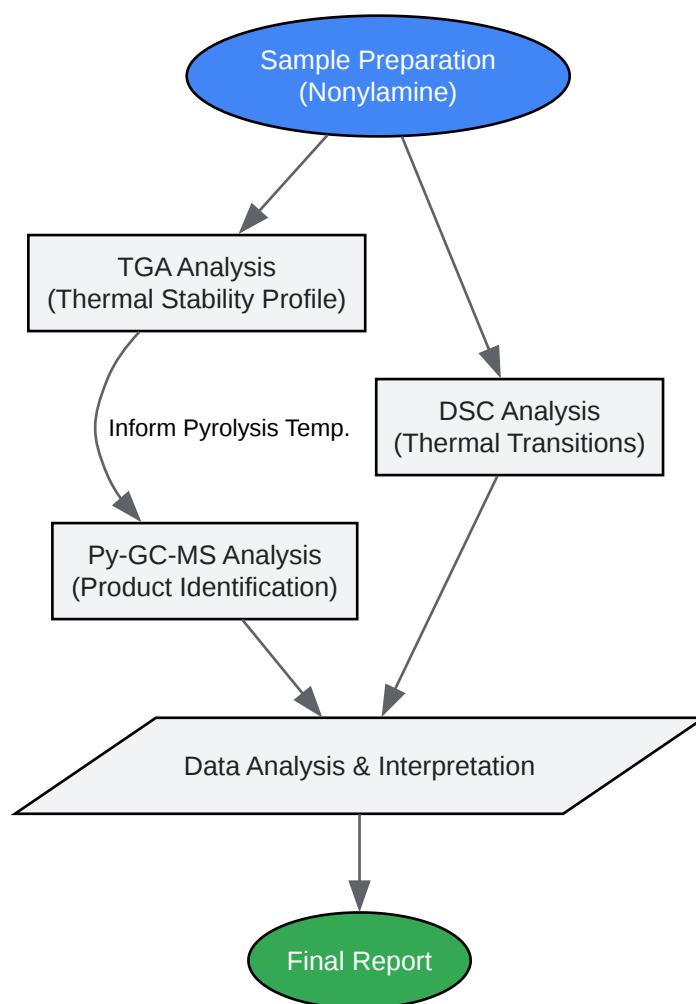 Sample Preparation
(Nonylamine)
TGA Analysis
(Thermal Stability Profile)
Inform Pyrolysis Temp.
DSC Analysis
(Thermal Transitions)
Py-GC-MS Analysis
(Product Identification)
Data Analysis & Interpretation
Final Report